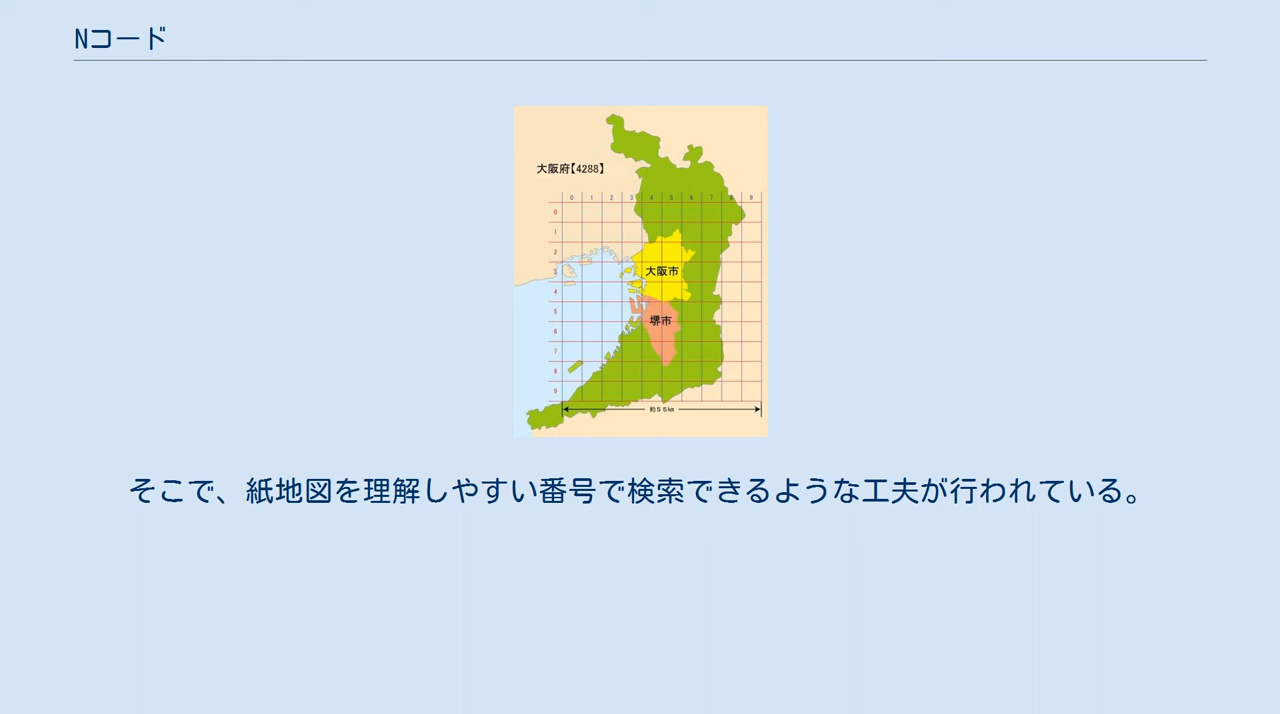 Nコード
大阪府【4288】
0 1 2 3 4 5 6 7 8 9
0
1
2
3
大阪市
4
5
堺市
6
7
8
9
約55km
そこで、紙地図を理解しやすい番号で検索できるような工夫が行われている。